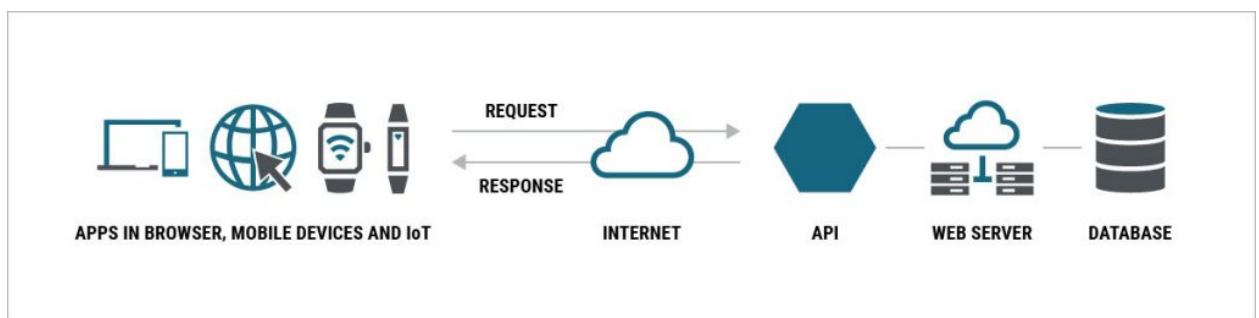 REQUEST
RESPONSE
APPS IN BROWSER, MOBILE DEVICES AND IoT
INTERNET
API
WEB SERVER
DATABASE